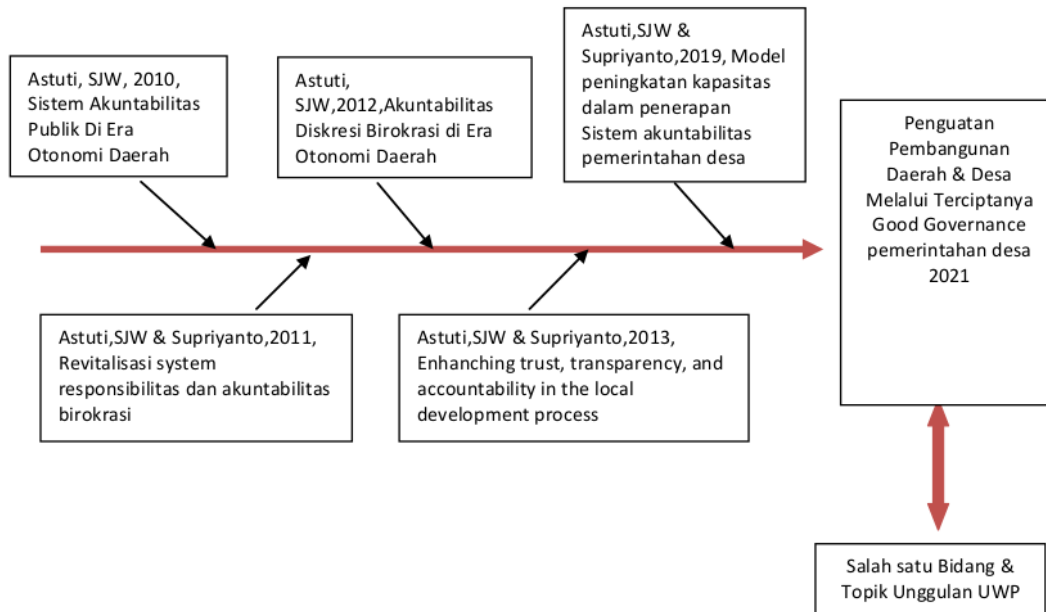 Astuti, SJW, 2010,
Sistem Akuntabilitas
Publik Di Era
Otonomi Daerah
Astuti,
SJW,2012,Akuntabilitas
Diskresi Birokrasi di Era
Otonomi Daerah
Astuti,SJW &
Supriyanto,2019, Model
peningkatan kapasitas
dalam penerapan
Sistem akuntabilitas
pemerintahan desa
Penguatan
Pembangunan
Daerah & Desa
Melalui Terciptanya
Good Governance
pemerintahan desa
2021
Astuti,SJW & Supriyanto,2011,
Revitalisasi system
responsibilitas dan akuntabilitas
birokrasi
Astuti,SJW & Supriyanto,2013,
Enhanching trust, transparency, and
accountability in the local
development process
Salah satu Bidang &
Topik Unggulan UWP